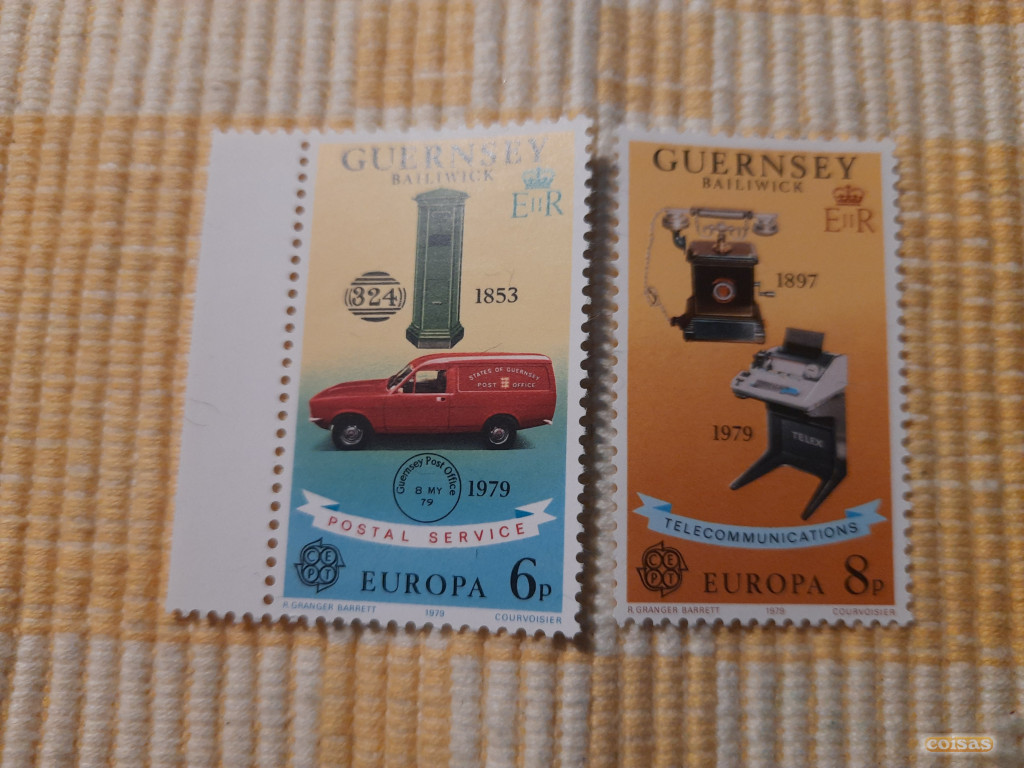 GUERNSEY
BAILIWICK
EIIR
324
1853
STATES OF GUERNSEY
POST OFFICE
Guernsey Post Office
8 MY
79
1979
POSTAL SERVICE
CEPT
EUROPA 6p
R. GRANGER BARRETT 1979 COURVOISIER
GUERNSEY
BAILIWICK
EIIR
1897
1979
TELEX
TELECOMMUNICATIONS
CEPT
EUROPA 8p
R. GRANGER BARRETT 1979 COURVOISIER
coisas